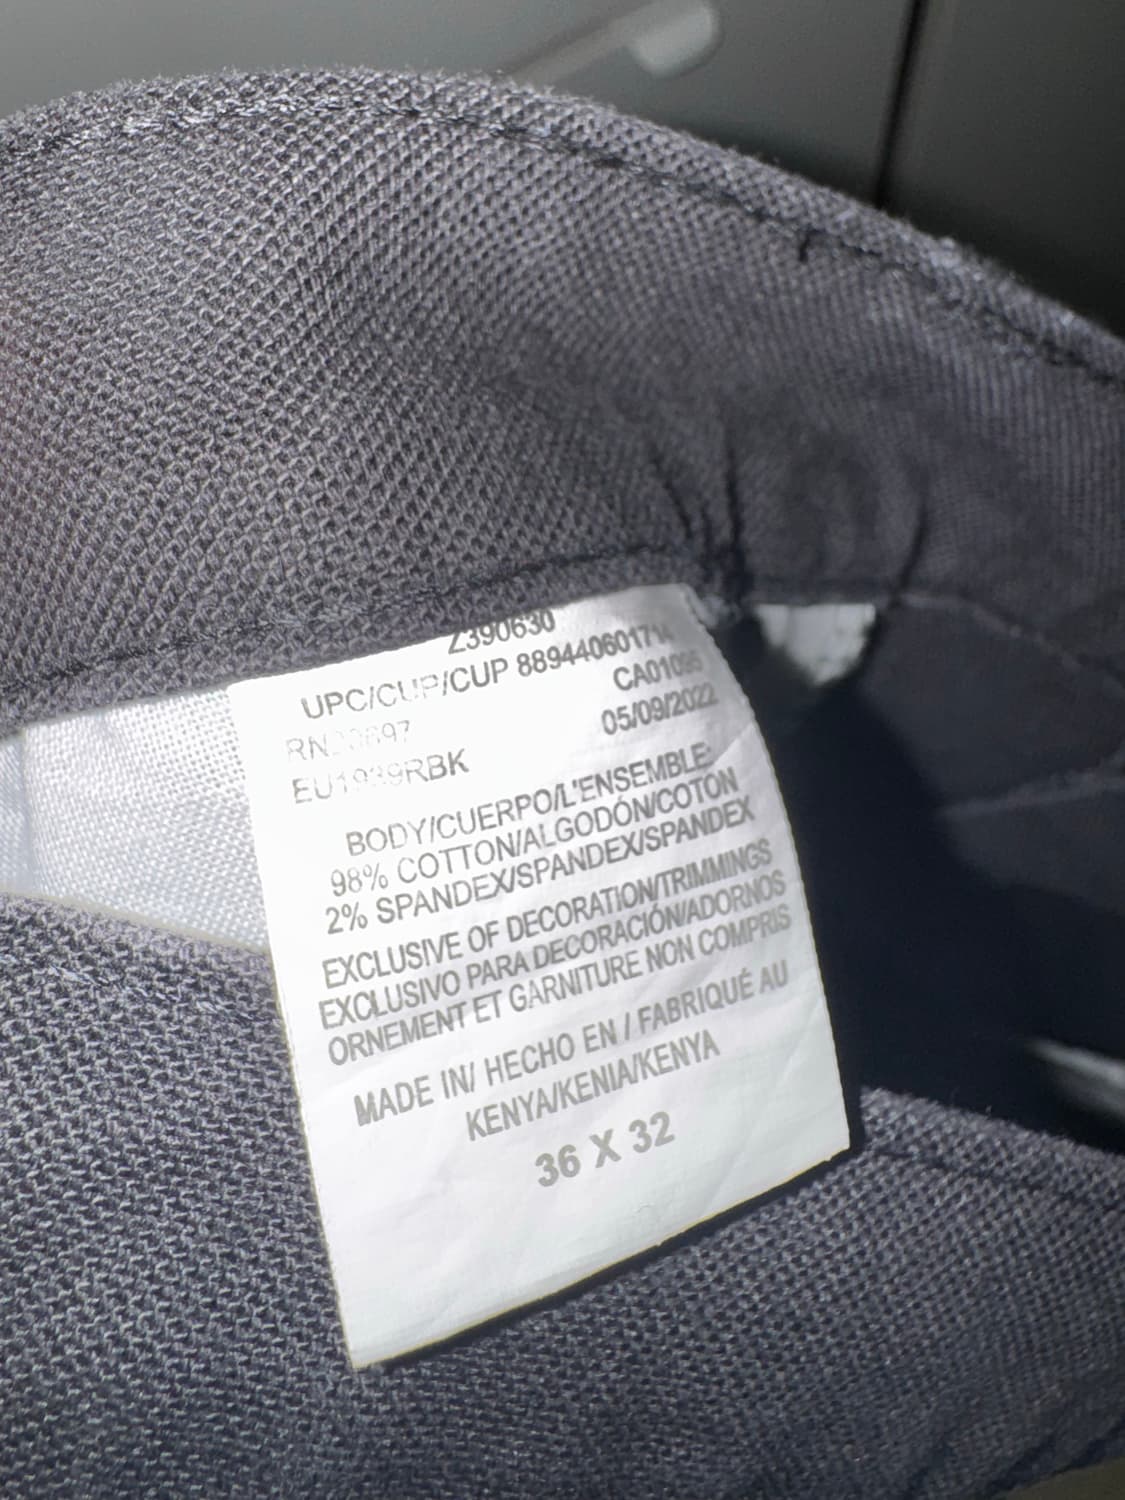 Z390630
UPC/CUP/CUP 889440601714
05/09/2022
BODY/CUERPO/L'ENSEMBLE:
98% COTTON/ALGODÓN/COTON
2% SPANDEX/SPANDEX/SPANDEX
EXCLUSIVE OF DECORATION/TRIMMINGS
EXCLUSIVO PARA DECORACIÓN/ADORNOS
ORNEMENT ET GARNITURE NON COMPRIS
MADE IN/ HECHO EN / FABRIQUÉ AU
KENYA/KENIA/KENYA
36 X 32